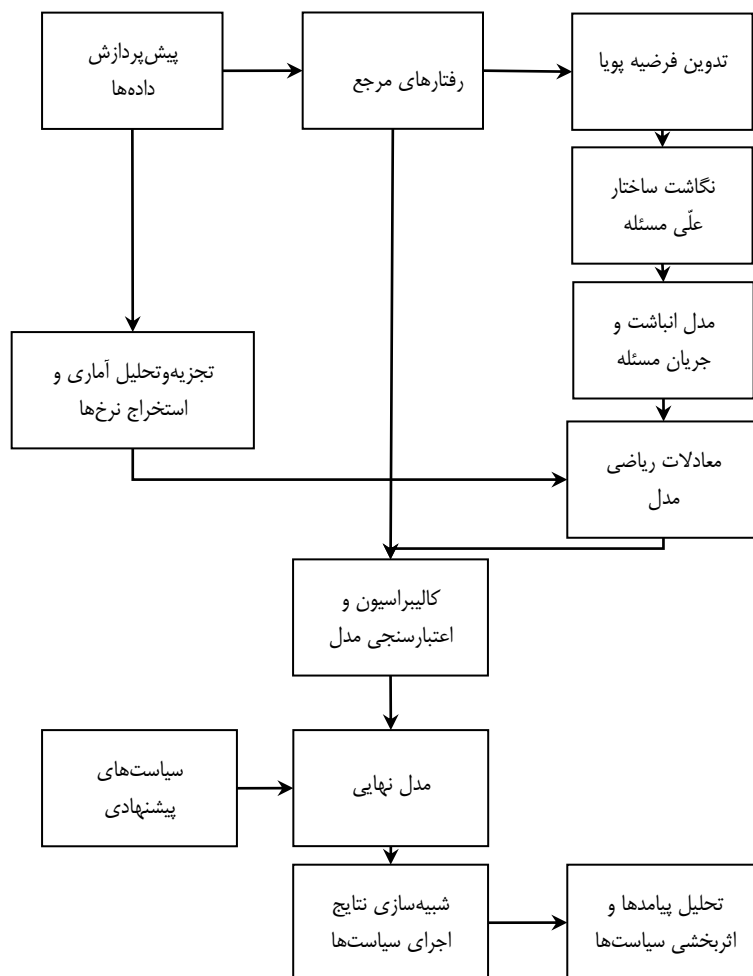 پیش‌پردازش
داده‌ها
رفتارهای مرجع
تدوین فرضیه پویا
نگاشت ساختار
علّی مسئله
مدل انباشت و
جریان مسئله
تجزیه‌وتحلیل آماری و
استخراج نرخ‌ها
معادلات ریاضی
مدل
کالیبراسیون و
اعتبارسنجی مدل
سیاست‌های
پیشنهادی
مدل نهایی
شبیه‌سازی نتایج
اجرای سیاست‌ها
تحلیل پیامدها و
اثربخشی سیاست‌ها